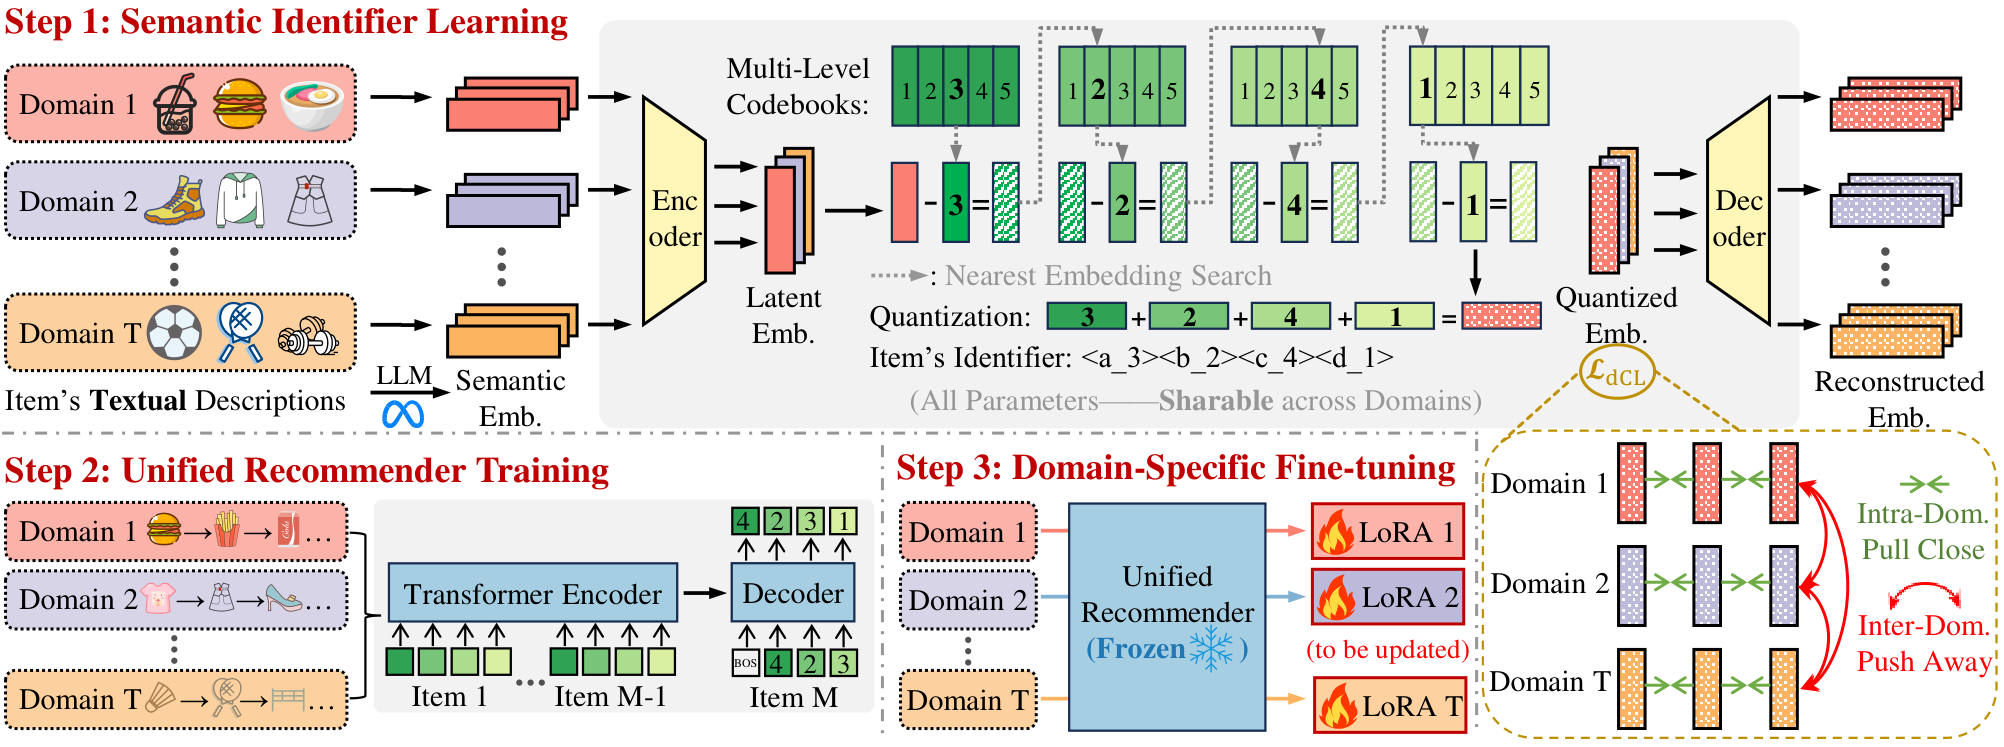 Step 1: Semantic Identifier Learning
Domain 1
Domain 2
Domain T
Item's Textual Descriptions
LLM
Semantic
Emb.
Enc
oder
Latent
Emb.
Multi-Level
Codebooks:
1 2 3 4 5
1 2 3 4 5
1 2 3 4 5
1 2 3 4 5
- 3 =
- 2 =
- 4 =
- 1 =
: Nearest Embedding Search
Quantization: 3 + 2 + 4 + 1 =
Item's Identifier: <a_3><b_2><c_4><d_1>
(All Parameters——Sharable across Domains)
Quantized
Emb.
Dec
oder
Reconstructed
Emb.
ℒdCL
Step 2: Unified Recommender Training
Domain 1 → → ...
Domain 2 → → ...
Domain T → → ...
Transformer Encoder
Item 1
...
Item M-1
4 2 3 1
Decoder
BOS 4 2 3
Item M
Step 3: Domain-Specific Fine-tuning
Domain 1
Domain 2
Domain T
Unified
Recommender
(Frozen )
LoRA 1
LoRA 2
(to be updated)
LoRA T
Domain 1
Domain 2
Domain T
Intra-Dom.
Pull Close
Inter-Dom.
Push Away